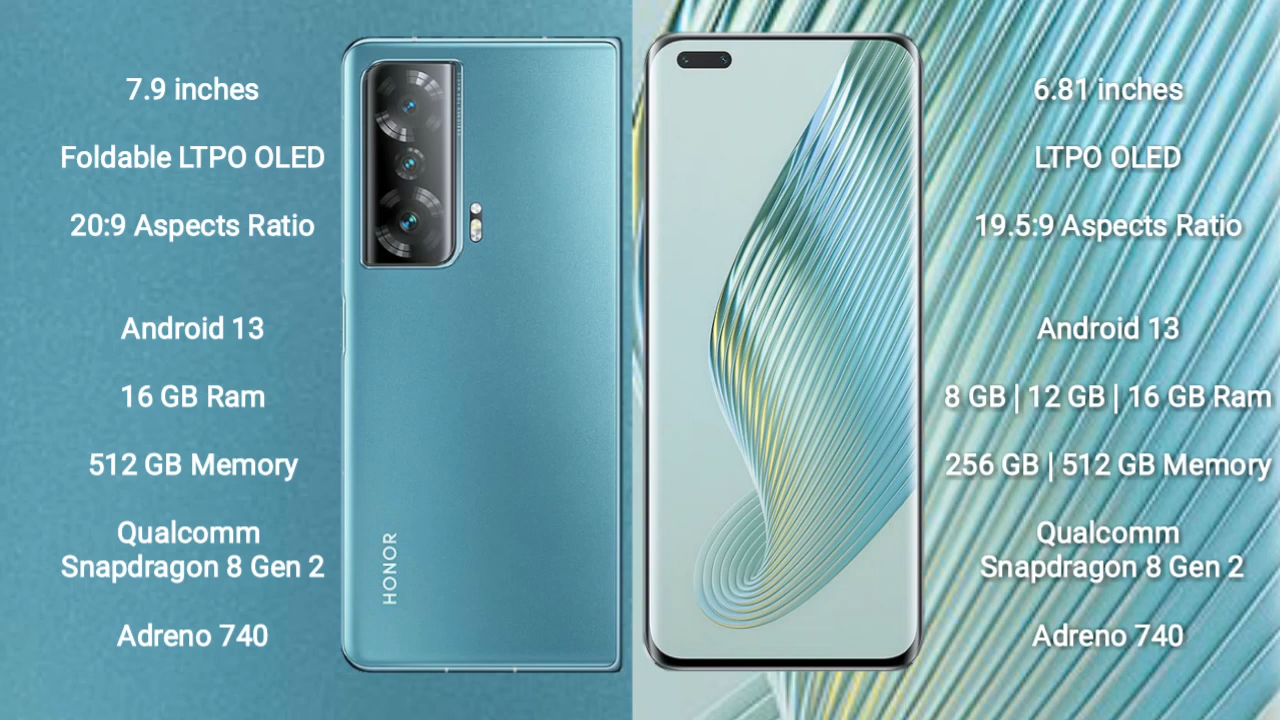 7.9 inches
Foldable LTPO OLED
20:9 Aspects Ratio
Android 13
16 GB Ram
512 GB Memory
Qualcomm
Snapdragon 8 Gen 2
Adreno 740
HONOR
6.81 inches
LTPO OLED
19.5:9 Aspects Ratio
Android 13
8 GB | 12 GB | 16 GB Ram
256 GB | 512 GB Memory
Qualcomm
Snapdragon 8 Gen 2
Adreno 740